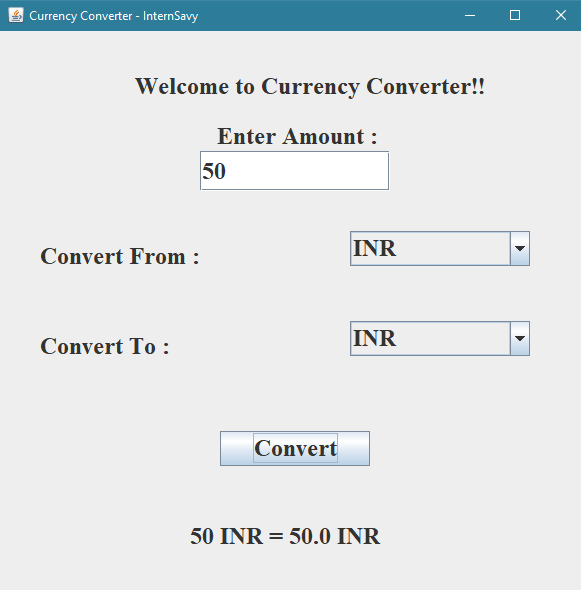 Currency Converter - InternSavy
Welcome to Currency Converter!!
Enter Amount :
50
Convert From :
INR
Convert To :
INR
Convert
50 INR = 50.0 INR